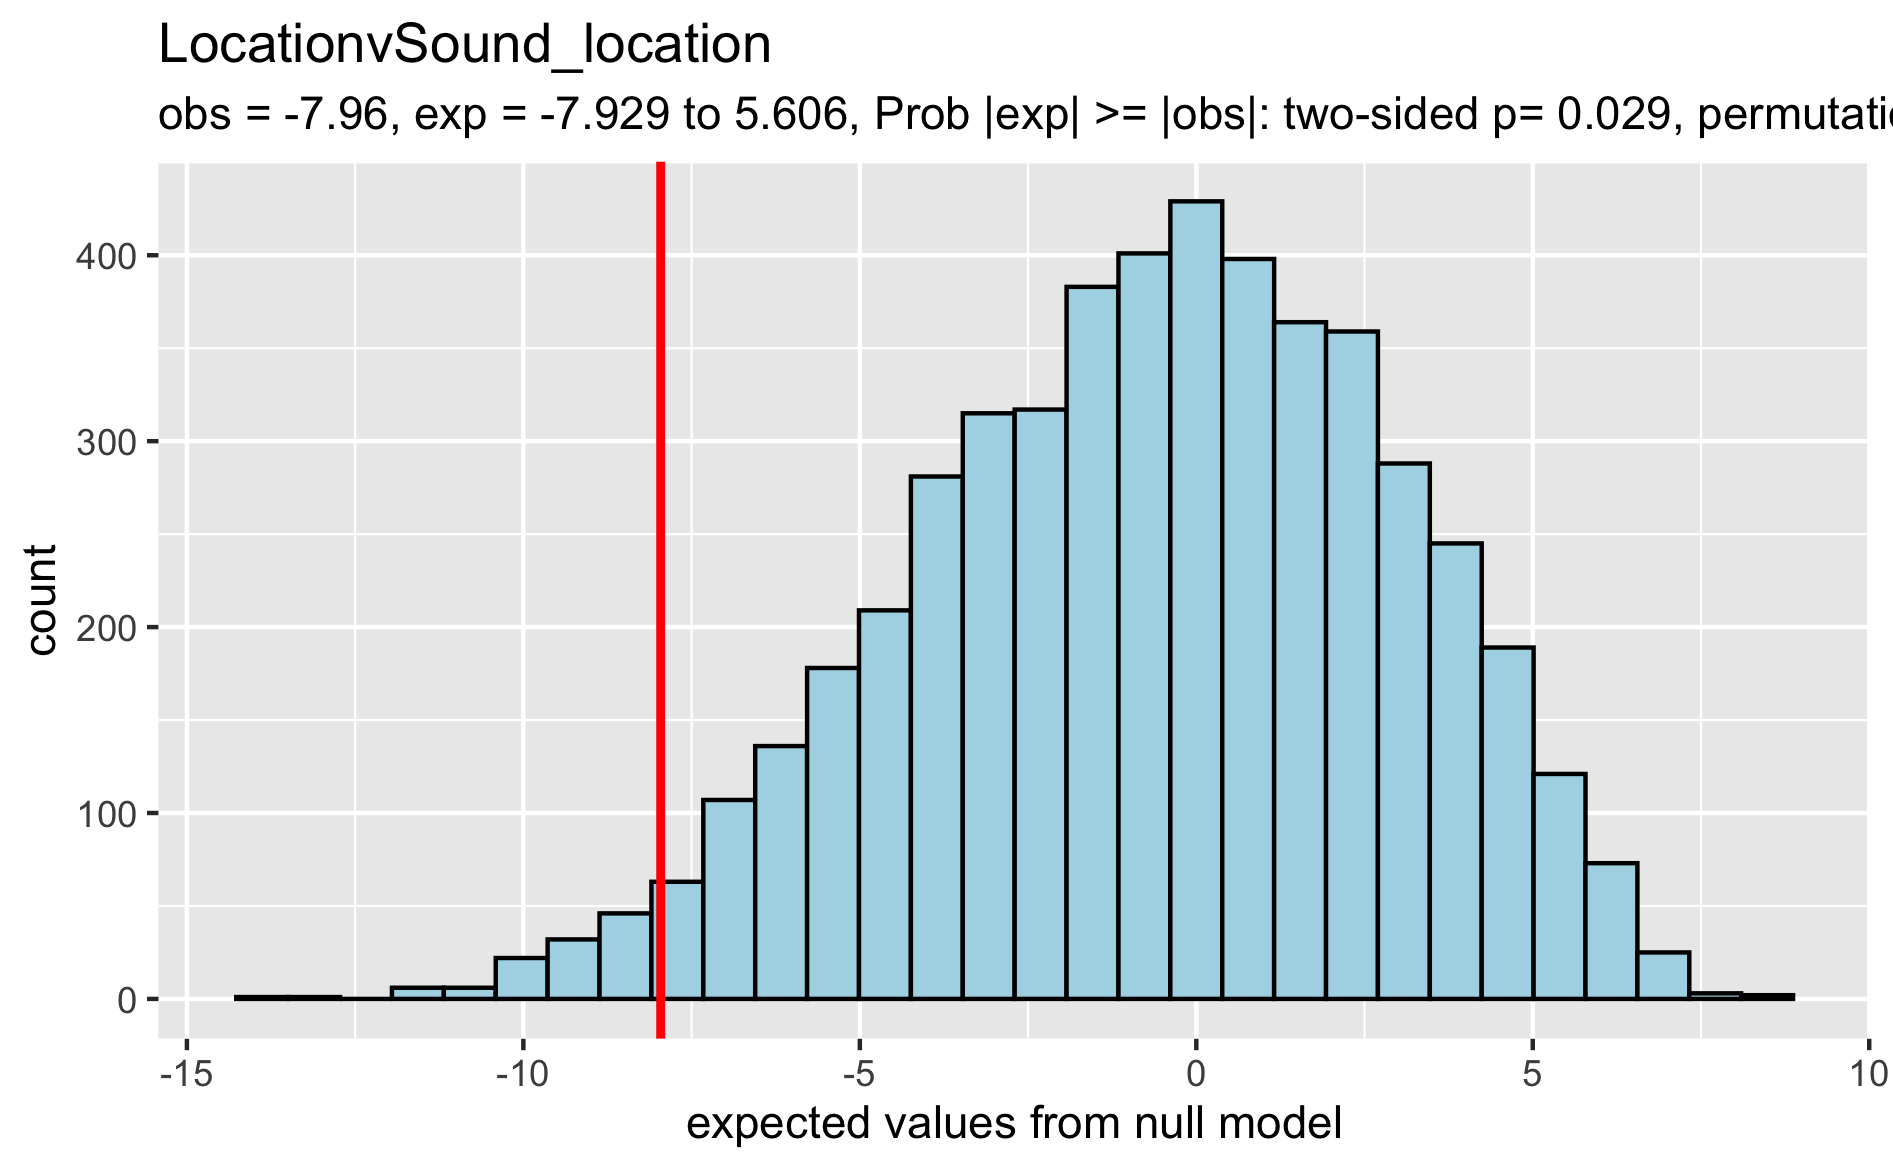 LocationvSound_location
obs = -7.96, exp = -7.929 to 5.606, Prob |exp| >= |obs|: two-sided p= 0.029,
count
400
300
200
100
0
-15 -10 -5 0 5 10
expected values from null model